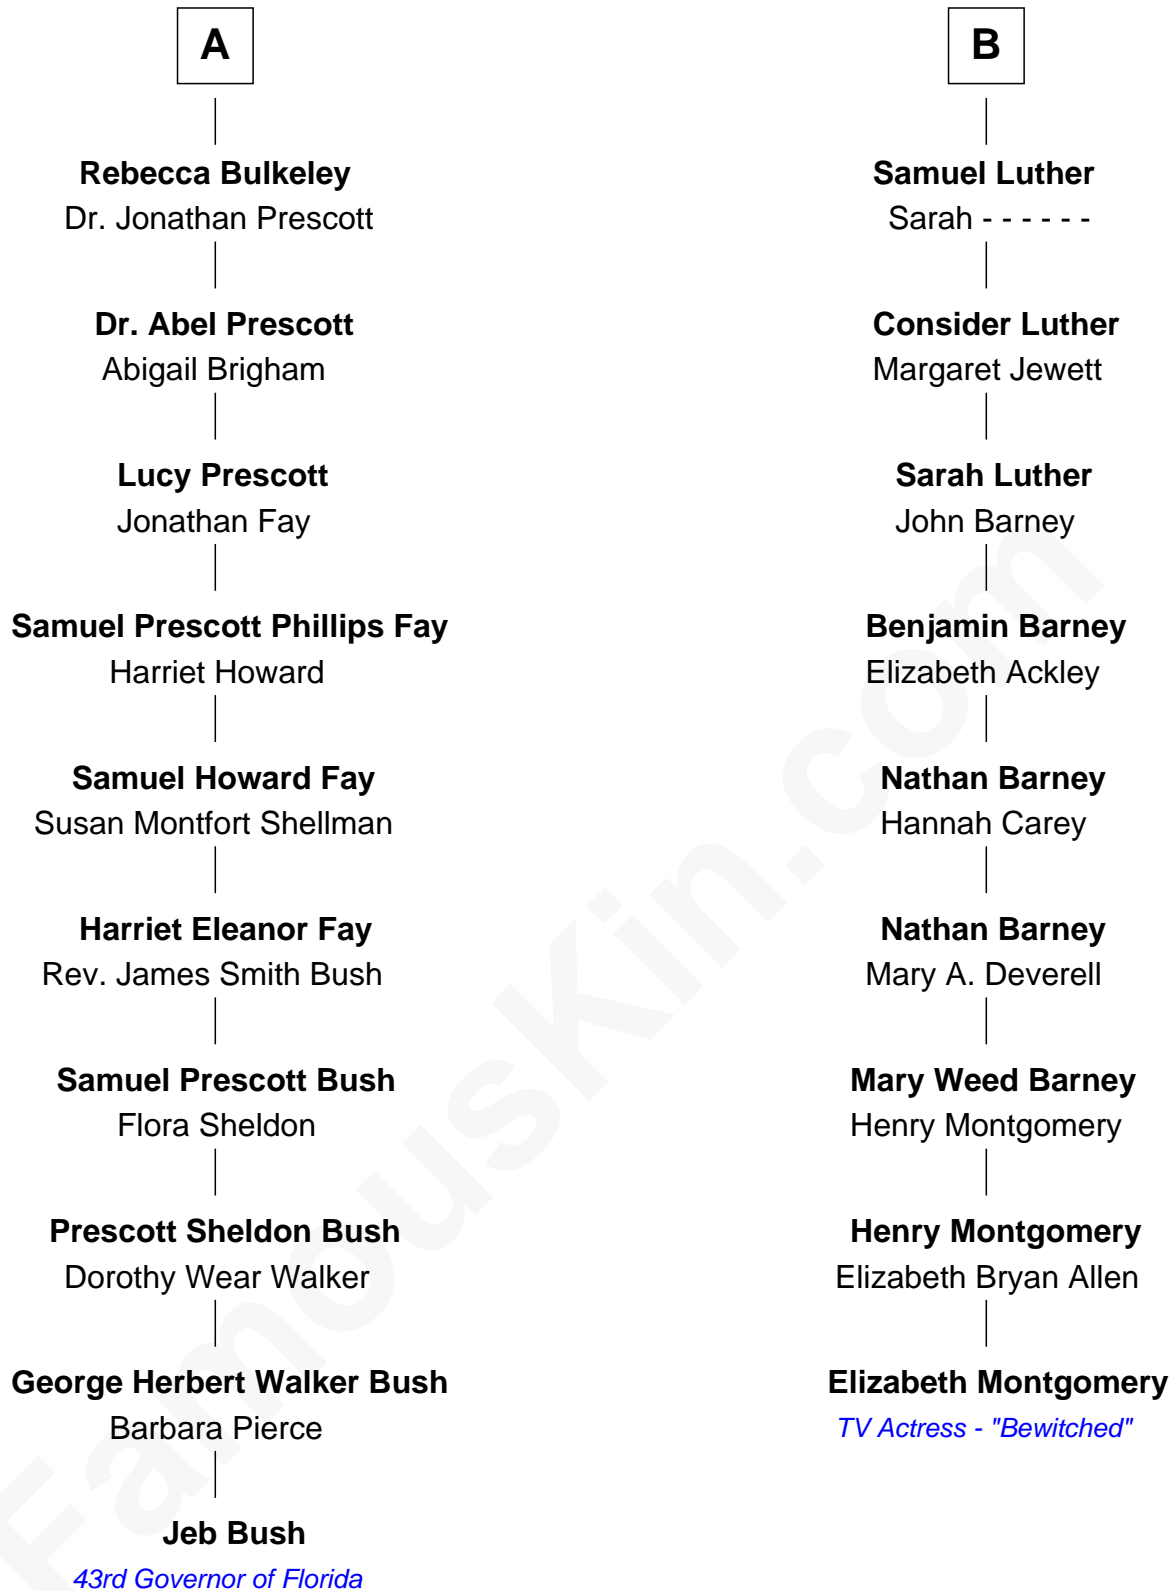 A
Rebecca Bulkeley
Dr. Jonathan Prescott
Dr. Abel Prescott
Abigail Brigham
Lucy Prescott
Jonathan Fay
Samuel Prescott Phillips Fay
Harriet Howard
Samuel Howard Fay
Susan Montfort Shellman
Harriet Eleanor Fay
Rev. James Smith Bush
Samuel Prescott Bush
Flora Sheldon
Prescott Sheldon Bush
Dorothy Wear Walker
George Herbert Walker Bush
Barbara Pierce
Jeb Bush
43rd Governor of Florida
B
Samuel Luther
Sarah - - - - - -
Consider Luther
Margaret Jewett
Sarah Luther
John Barney
Benjamin Barney
Elizabeth Ackley
Nathan Barney
Hannah Carey
Nathan Barney
Mary A. Deverell
Mary Weed Barney
Henry Montgomery
Henry Montgomery
Elizabeth Bryan Allen
Elizabeth Montgomery
TV Actress - "Bewitched"
FamousKin.com